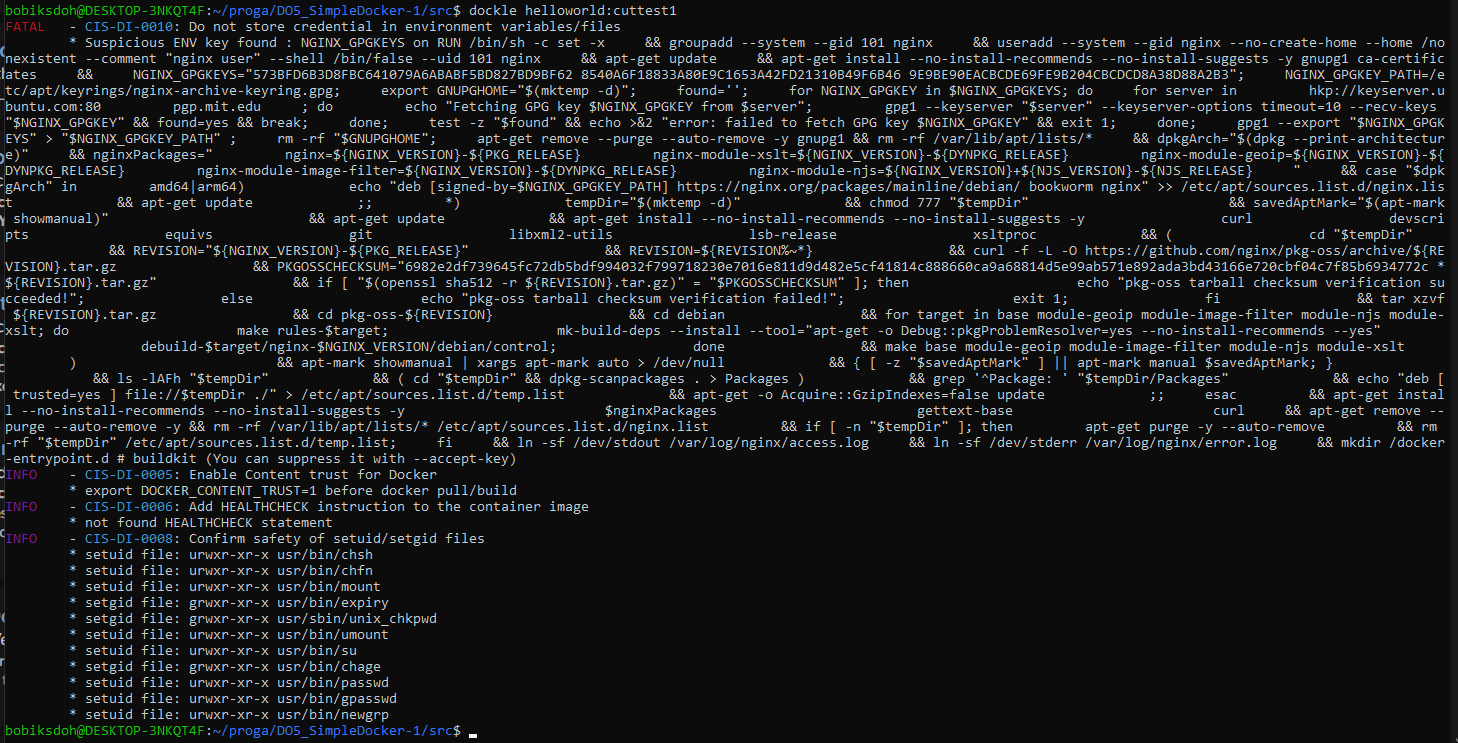 bobiksdoh@DESKTOP-3NKQT4F:~/proga/DO5_SimpleDocker-1/src$ dockle helloworld:cuttest1
FATAL   - CIS-DI-0010: Do not store credential in environment variables/files
        * Suspicious ENV key found : NGINX_GPGKEYS on RUN /bin/sh -c set -x     && groupadd --system --gid 101 nginx     && useradd --system --gid nginx --no-create-home --home /no
nexistent --comment "nginx user" --shell /bin/false --uid 101 nginx     && apt-get update     && apt-get install --no-install-recommends --no-install-suggests -y gnupg1 ca-certific
ates     &&     NGINX_GPGKEYS="573BFD6B3D8FBC641079A6ABABF5BD827BD9BF62 8540A6F18833A80E9C1653A42FD21310B49F6B46 9E9BE90EACBCDE69FE9B204CBCDCD8A38D88A2B3";     NGINX_GPGKEY_PATH=/e
tc/apt/keyrings/nginx-archive-keyring.gpg;     export GNUPGHOME="$(mktemp -d)";     found='';     for NGINX_GPGKEY in $NGINX_GPGKEYS; do     for server in         hkp://keyserver.u
buntu.com:80         pgp.mit.edu     ; do         echo "Fetching GPG key $NGINX_GPGKEY from $server";         gpg1 --keyserver "$server" --keyserver-options timeout=10 --recv-keys 
"$NGINX_GPGKEY" && found=yes && break;     done;     test -z "$found" && echo >&2 "error: failed to fetch GPG key $NGINX_GPGKEY" && exit 1;     done;     gpg1 --export "$NGINX_GPGK
EYS" > "$NGINX_GPGKEY_PATH" ;     rm -rf "$GNUPGHOME";     apt-get remove --purge --auto-remove -y gnupg1 && rm -rf /var/lib/apt/lists/*     && dpkgArch="$(dpkg --print-architectur
e)"     && nginxPackages="         nginx=${NGINX_VERSION}-${PKG_RELEASE}         nginx-module-xslt=${NGINX_VERSION}-${DYNPKG_RELEASE}         nginx-module-geoip=${NGINX_VERSION}-${
DYNPKG_RELEASE}         nginx-module-image-filter=${NGINX_VERSION}-${DYNPKG_RELEASE}         nginx-module-njs=${NGINX_VERSION}+${NJS_VERSION}-${NJS_RELEASE}     "     && case "$dpk
gArch" in         amd64|arm64)             echo "deb [signed-by=$NGINX_GPGKEY_PATH] https://nginx.org/packages/mainline/debian/ bookworm nginx" >> /etc/apt/sources.list.d/nginx.lis
t             && apt-get update             ;;         *)             tempDir="$(mktemp -d)"             && chmod 777 "$tempDir"                         && savedAptMark="$(apt-mark
 showmanual)"                         && apt-get update             && apt-get install --no-install-recommends --no-install-suggests -y                 curl                 devscri
pts                 equivs                 git                 libxml2-utils                 lsb-release                 xsltproc             && (                 cd "$tempDir"
             && REVISION="${NGINX_VERSION}-${PKG_RELEASE}"                 && REVISION=${REVISION%~*}                 && curl -f -L -O https://github.com/nginx/pkg-oss/archive/${RE
VISION}.tar.gz                 && PKGOSSCHECKSUM="6982e2df739645fc72db5bdf994032f799718230e7016e811d9d482e5cf41814c888660ca9a68814d5e99ab571e892ada3bd43166e720cbf04c7f85b6934772c *
${REVISION}.tar.gz"                 && if [ "$(openssl sha512 -r ${REVISION}.tar.gz)" = "$PKGOSSCHECKSUM" ]; then                     echo "pkg-oss tarball checksum verification su
cceeded!";                 else                     echo "pkg-oss tarball checksum verification failed!";                     exit 1;                 fi                 && tar xzvf
 ${REVISION}.tar.gz                 && cd pkg-oss-${REVISION}                 && cd debian                 && for target in base module-geoip module-image-filter module-njs module-
xslt; do                     make rules-$target;                     mk-build-deps --install --tool="apt-get -o Debug::pkgProblemResolver=yes --no-install-recommends --yes"
                 debuild-$target/nginx-$NGINX_VERSION/debian/control;                 done                 && make base module-geoip module-image-filter module-njs module-xslt
        )             && apt-mark showmanual | xargs apt-mark auto > /dev/null             && { [ -z "$savedAptMark" ] || apt-mark manual $savedAptMark; }
           && ls -lAFh "$tempDir"             && ( cd "$tempDir" && dpkg-scanpackages . > Packages )             && grep '^Package: ' "$tempDir/Packages"             && echo "deb [
 trusted=yes ] file://$tempDir ./" > /etc/apt/sources.list.d/temp.list             && apt-get -o Acquire::GzipIndexes=false update             ;;     esac         && apt-get instal
l --no-install-recommends --no-install-suggests -y                         $nginxPackages                         gettext-base                         curl     && apt-get remove --
purge --auto-remove -y && rm -rf /var/lib/apt/lists/* /etc/apt/sources.list.d/nginx.list         && if [ -n "$tempDir" ]; then         apt-get purge -y --auto-remove         && rm
-rf "$tempDir" /etc/apt/sources.list.d/temp.list;     fi     && ln -sf /dev/stdout /var/log/nginx/access.log     && ln -sf /dev/stderr /var/log/nginx/error.log     && mkdir /docker
-entrypoint.d # buildkit (You can suppress it with --accept-key)
INFO    - CIS-DI-0005: Enable Content trust for Docker
        * export DOCKER_CONTENT_TRUST=1 before docker pull/build
INFO    - CIS-DI-0006: Add HEALTHCHECK instruction to the container image
        * not found HEALTHCHECK statement
INFO    - CIS-DI-0008: Confirm safety of setuid/setgid files
        * setuid file: urwxr-xr-x usr/bin/chsh
        * setuid file: urwxr-xr-x usr/bin/chfn
        * setuid file: urwxr-xr-x usr/bin/mount
        * setgid file: grwxr-xr-x usr/bin/expiry
        * setgid file: grwxr-xr-x usr/sbin/unix_chkpwd
        * setuid file: urwxr-xr-x usr/bin/umount
        * setuid file: urwxr-xr-x usr/bin/su
        * setgid file: grwxr-xr-x usr/bin/chage
        * setuid file: urwxr-xr-x usr/bin/passwd
        * setuid file: urwxr-xr-x usr/bin/gpasswd
        * setuid file: urwxr-xr-x usr/bin/newgrp
bobiksdoh@DESKTOP-3NKQT4F:~/proga/DO5_SimpleDocker-1/src$